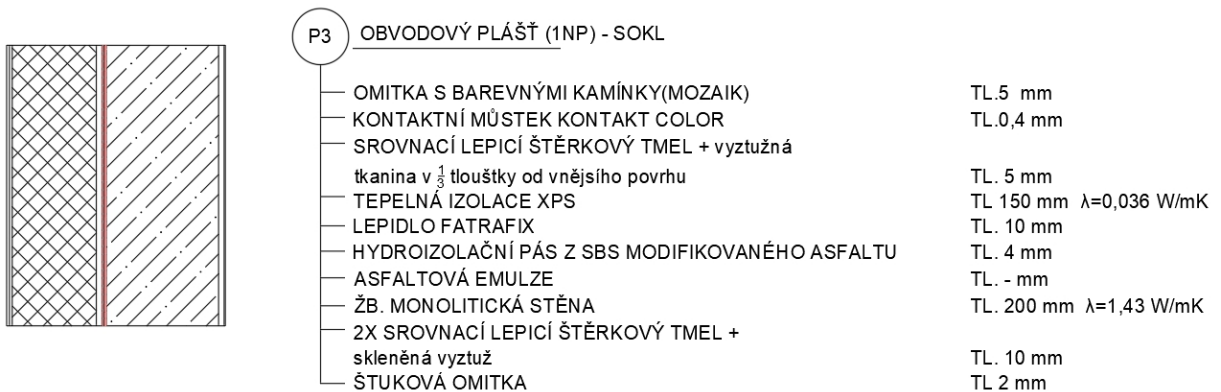 P3 OBVODOVÝ PLÁŠŤ (1NP) - SOKL
OMITKA S BAREVNÝMI KAMÍNKY(MOZAIK) TL.5 mm
KONTAKTNÍ MŮSTEK KONTAKT COLOR TL.0,4 mm
SROVNACÍ LEPICÍ ŠTĚRKOVÝ TMEL + vyztužná
tkanina v 1/3 tlouštky od vnějsího povrhu TL. 5 mm
TEPELNÁ IZOLACE XPS TL 150 mm λ=0,036 W/mK
LEPIDLO FATRAFIX TL. 10 mm
HYDROIZOLAČNÍ PÁS Z SBS MODIFIKOVANÉHO ASFALTU TL. 4 mm
ASFALTOVÁ EMULZE TL. - mm
ŽB. MONOLITICKÁ STĚNA TL. 200 mm λ=1,43 W/mK
2X SROVNACÍ LEPICÍ ŠTĚRKOVÝ TMEL +
skleněná vyztuž TL. 10 mm
ŠTUKOVÁ OMITKA TL 2 mm